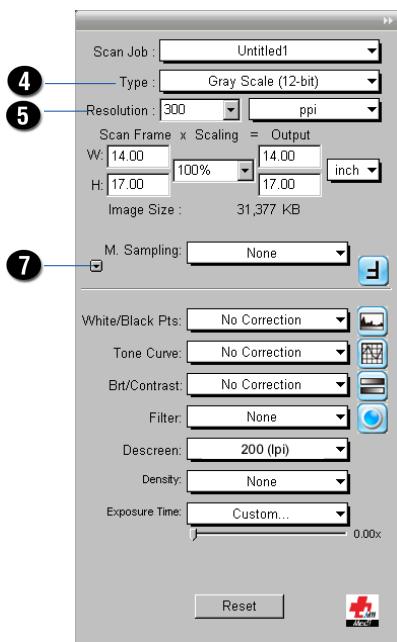 Scan Job : Untitled1
4 Type : Gray Scale (12-bit)
5 Resolution : 300 ppi
Scan Frame x Scaling = Output
W: 14.00 100% 14.00 inch
H: 17.00 17.00
Image Size : 31,377 KB
7 M. Sampling: None
White/Black Pts: No Correction
Tone Curve: No Correction
Brt/Contrast: No Correction
Filter: None
Descreen: 200 (lpi)
Density: None
Exposure Time: Custom...
0.00x
Reset
Medi